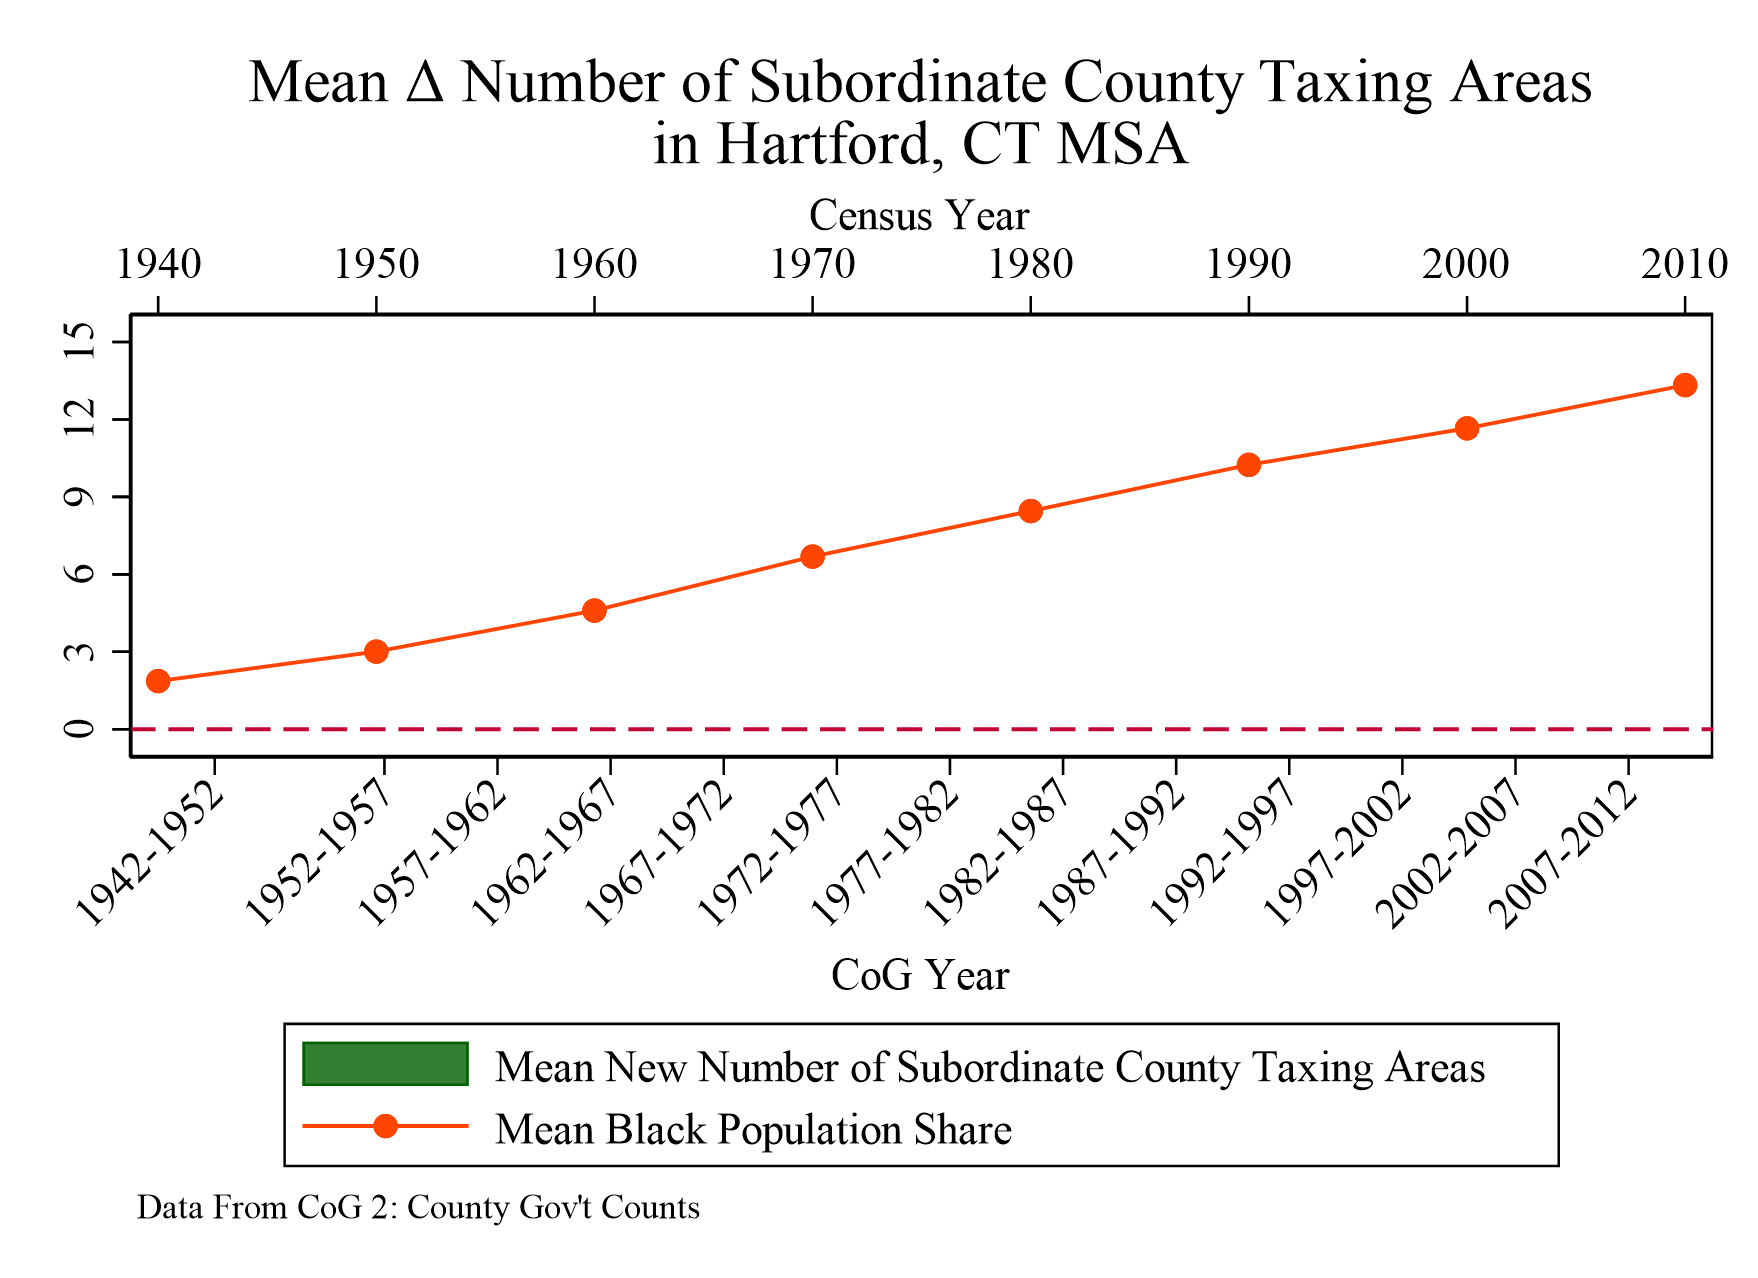 Mean Δ Number of Subordinate County Taxing Areas
in Hartford, CT MSA
Census Year
1940 1950 1960 1970 1980 1990 2000 2010
15
12
9
6
3
0
1942-1952 1952-1957 1957-1962 1962-1967 1967-1972 1972-1977 1977-1982 1982-1987 1987-1992 1992-1997 1997-2002 2002-2007 2007-2012
CoG Year
Mean New Number of Subordinate County Taxing Areas
Mean Black Population Share
Data From CoG 2: County Gov't Counts